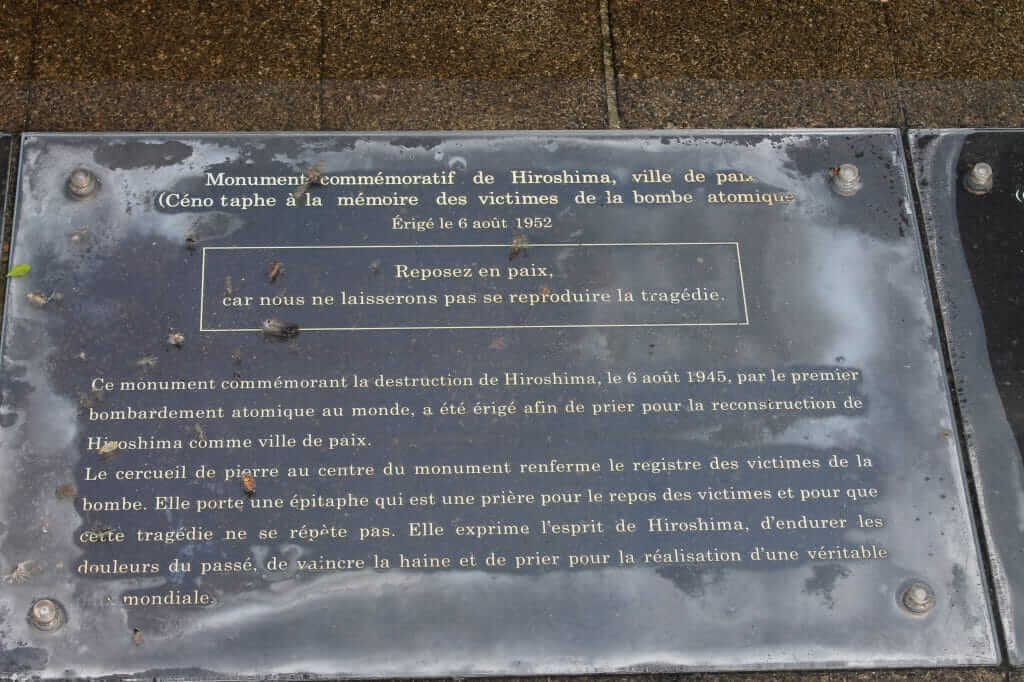 Monument commémoratif de Hiroshima, ville de paix
(Céno taphe à la mémoire des victimes de la bombe atomique
Érigé le 6 août 1952
Reposez en paix,
car nous ne laisserons pas se reproduire la tragédie.
Ce monument commémorant la destruction de Hiroshima, le 6 août 1945, par le premier
bombardement atomique au monde, a été érigé afin de prier pour la reconstruction de
Hiroshima comme ville de paix.
Le cercueil de pierre au centre du monument renferme le registre des victimes de la
bombe. Elle porte une épitaphe qui est une prière pour le repos des victimes et pour que
cette tragédie ne se répète pas. Elle exprime l'esprit de Hiroshima, d'endurer les
douleurs du passé, de vaincre la haine et de prier pour la réalisation d'une véritable
mondiale.